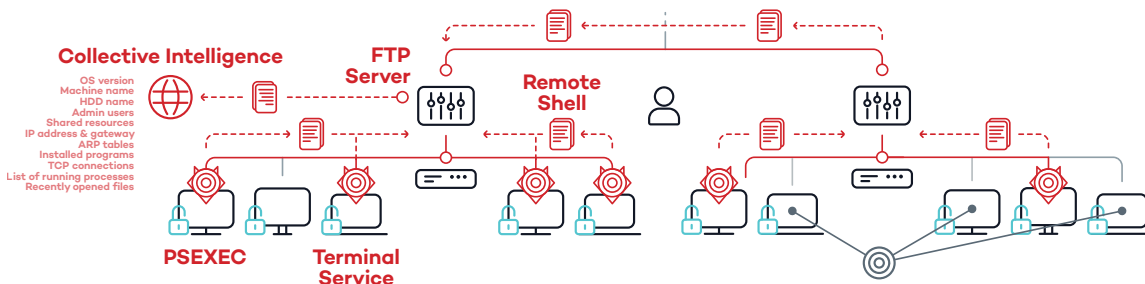 Collective Intelligence
OS version
Machine name
HDD name
Admin users
Shared resources
IP address & gateway
ARP tables
Installed programs
TCP connections
List of running processes
Recently opened files
FTP
Server
Remote
Shell
PSEXEC
Terminal
Service